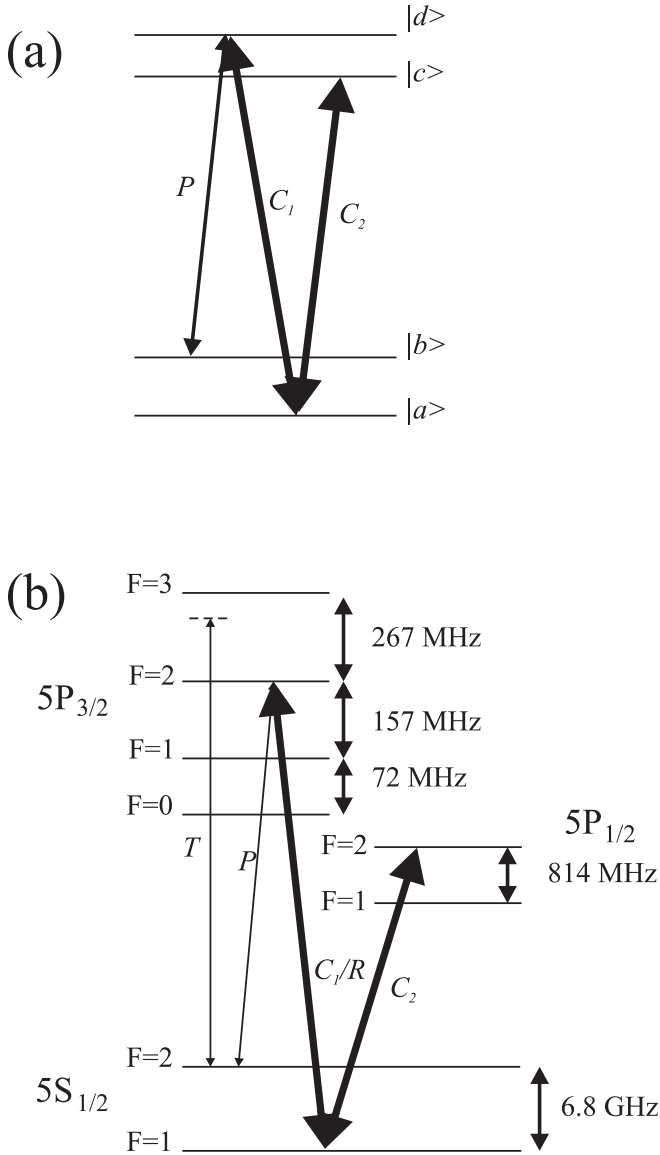 (a)
|d>
|c>
P
C₁
C₂
|b>
|a>
(b)
F=3
267 MHz
F=2
5P₃/₂
157 MHz
F=1
72 MHz
F=0
5P₁/₂
T
P
F=2
814 MHz
F=1
C₁/R
C₂
F=2
5S₁/₂
6.8 GHz
F=1